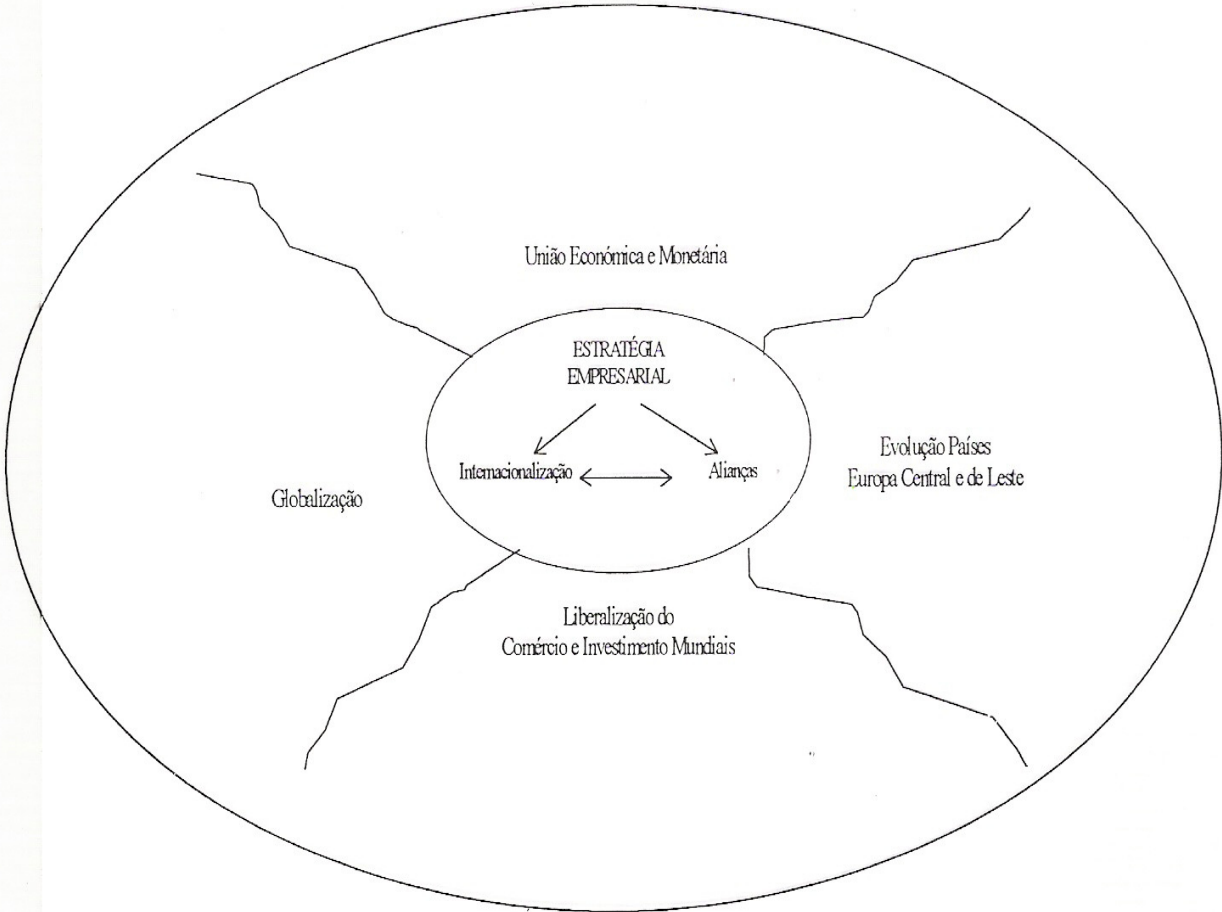 União Económica e Monetária
ESTRATÉGIA
EMPRESARIAL
Internacionalização
Alianças
Evolução Países
Europa Central e de Leste
Globalização
Liberalização do
Comércio e Investimento Mundiais